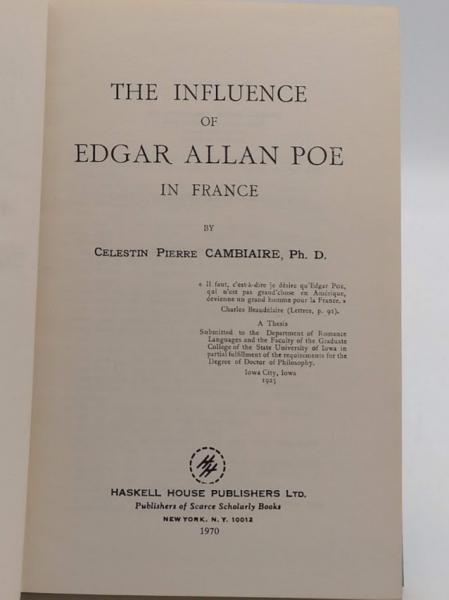 THE INFLUENCE
OF
EDGAR ALLAN POE
IN FRANCE
BY
CELESTIN PIERRE CAMBIAIRE, Ph. D.
« Il faut, c'est-à-dire je désire qu'Edgar Poe,
qui n'est pas grand'chose en Amérique,
devienne un grand homme pour la France. »
Charles Beaudelaire (Lettres, p. 91).
A Thesis
Submitted to the Department of Romance
Languages and the Faculty of the Graduate
College of the State University of Iowa in
partial fulfillment of the requirements for the
Degree of Doctor of Philosophy.
Iowa City, Iowa
1925
HH
HASKELL HOUSE PUBLISHERS LTD.
Publishers of Scarce Scholarly Books
NEW YORK, N. Y. 10012
1970